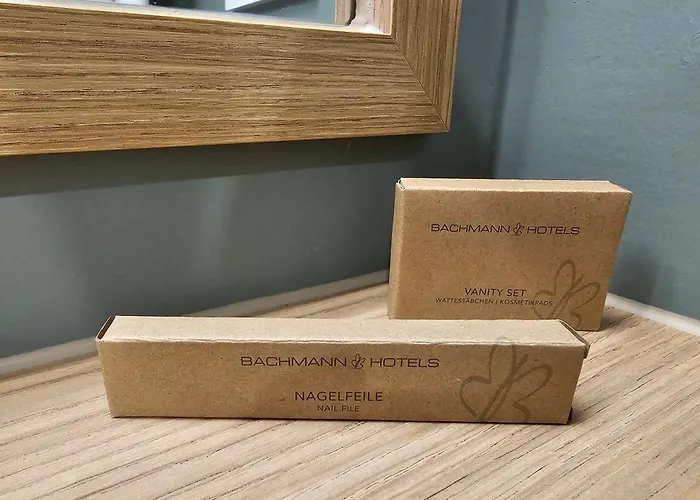 BACHMANN HOTELS
VANITY SET
WATTESTÄBCHEN | KOSMETIKPADS
BACHMANN HOTELS
NAGELFEILE
NAIL FILE